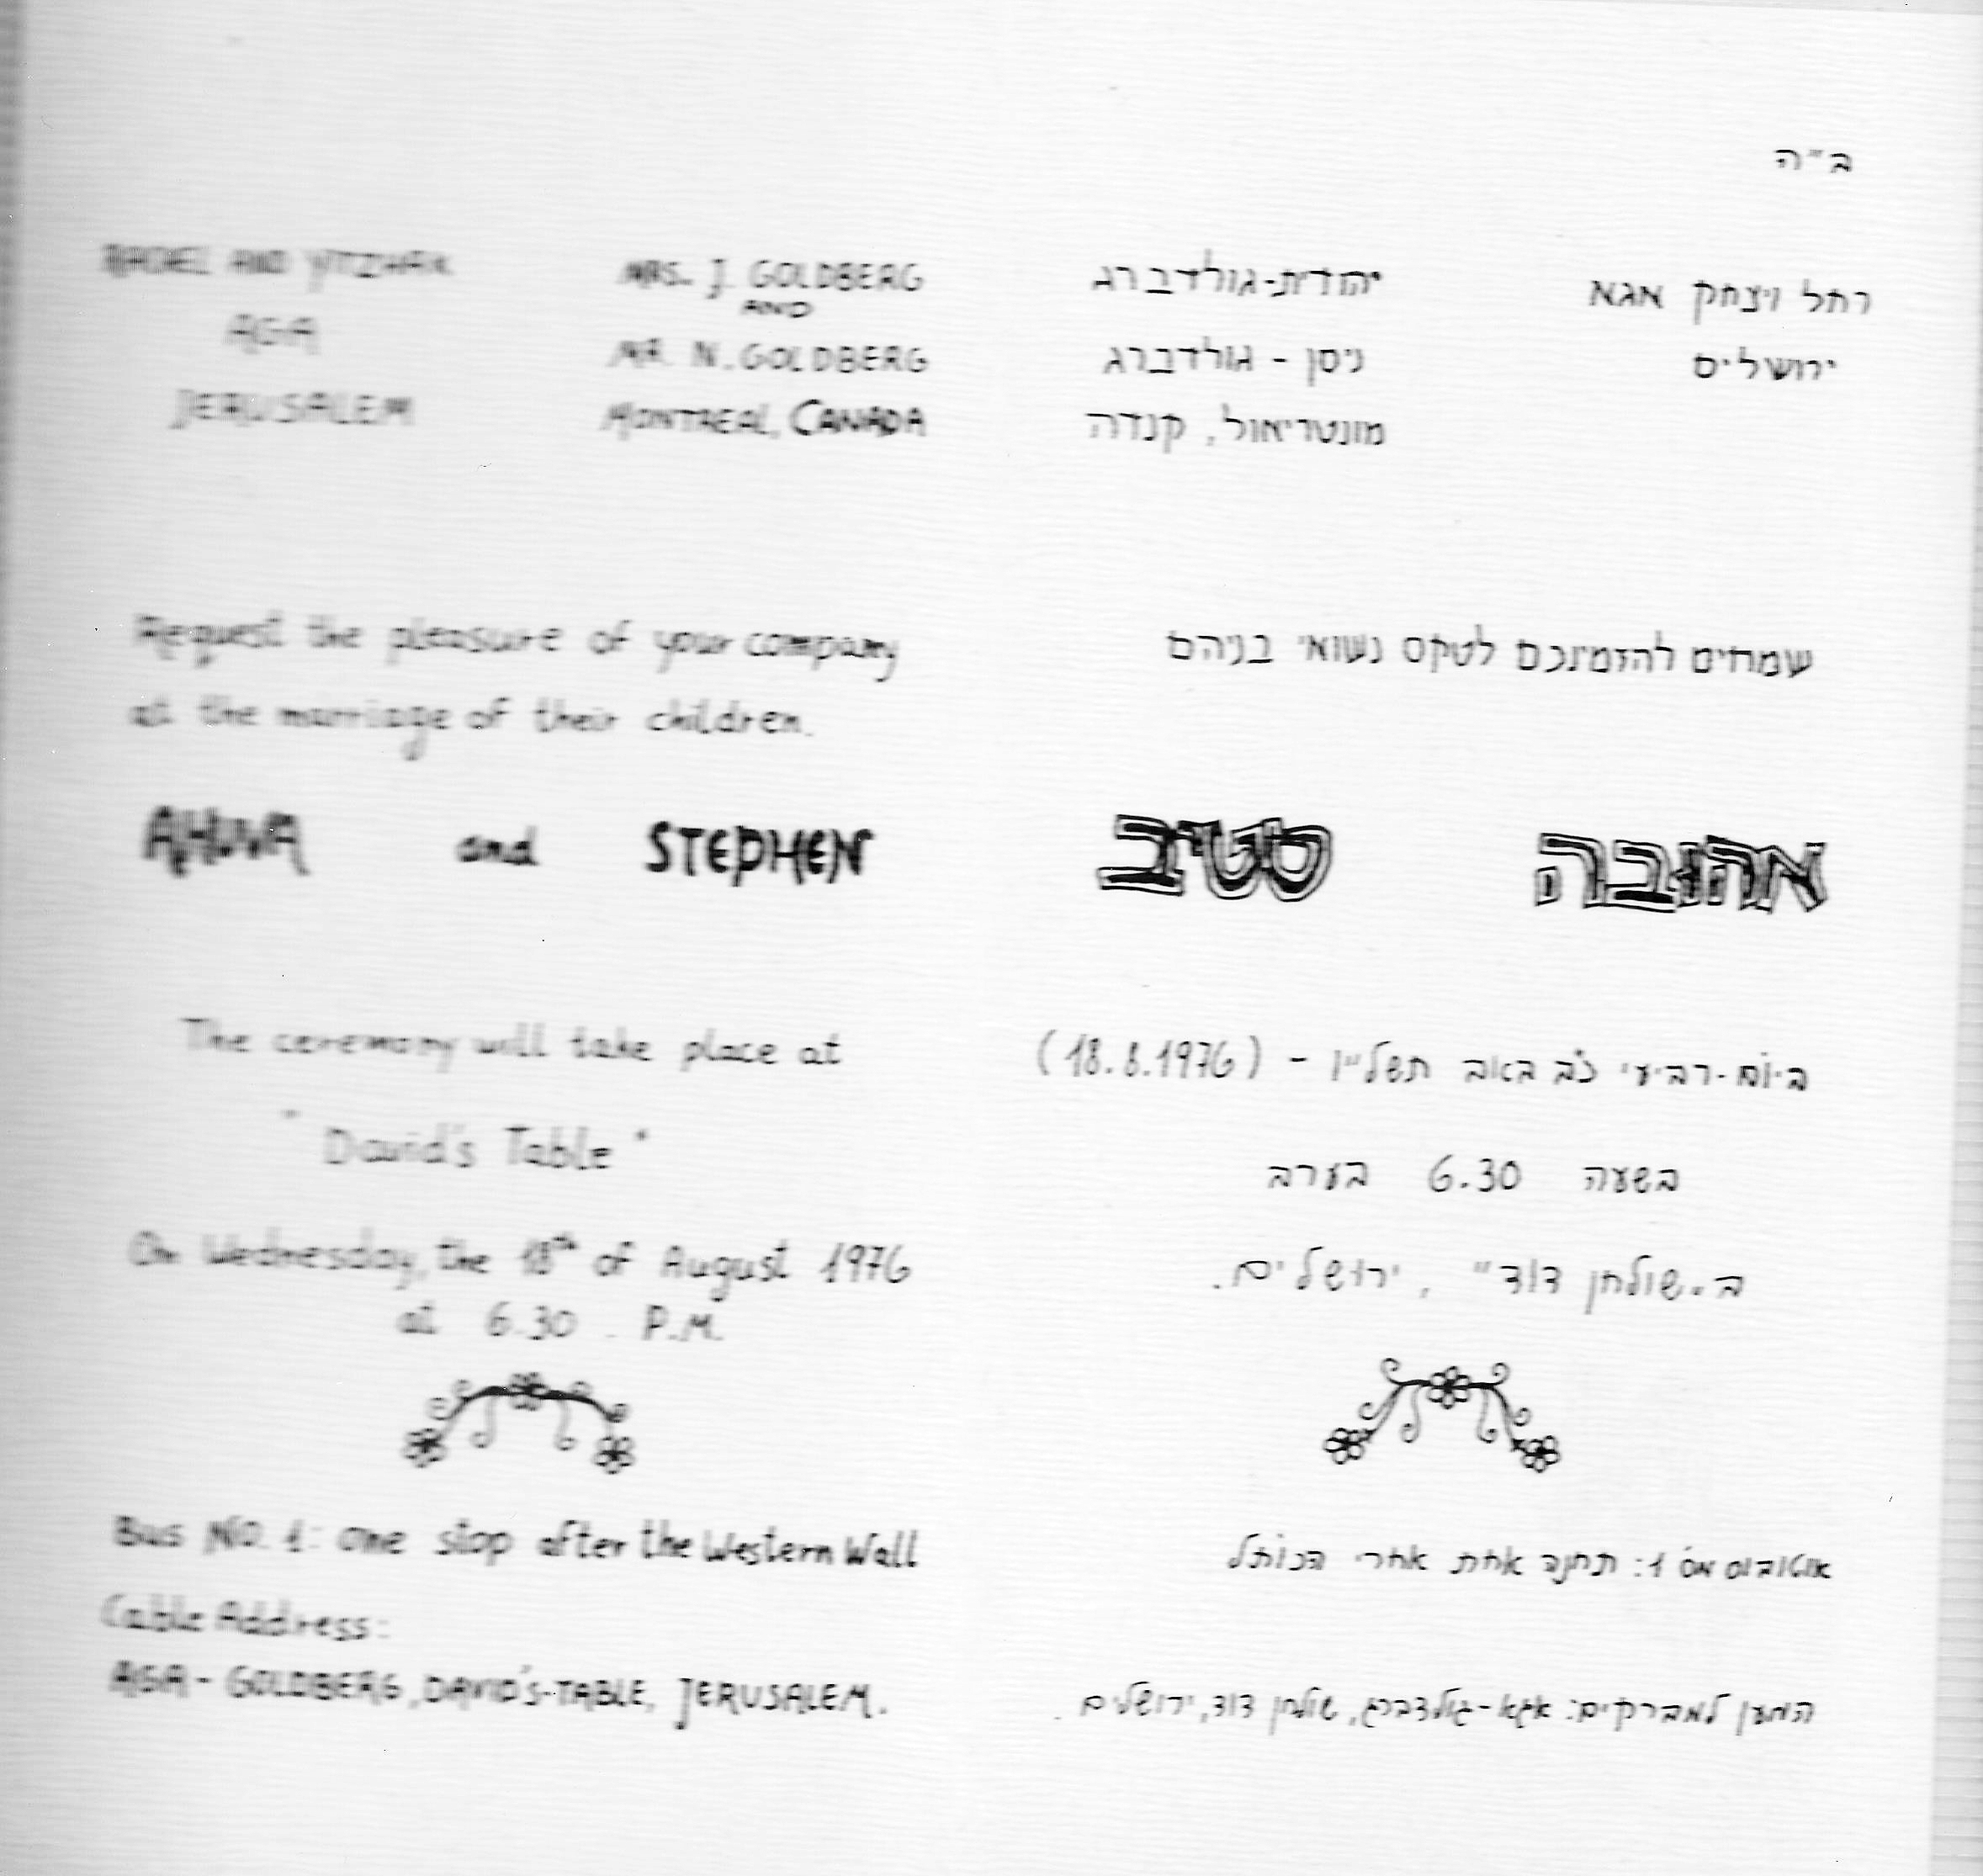 ב"ה
RACHEL AND YITZHAK
AGA
JERUSALEM
MRS. J. GOLDBERG
AND
MR. N. GOLDBERG
MONTREAL, CANADA
Request the pleasure of your company
at the marriage of their children.
AHUVA and STEPHEN
The ceremony will take place at
"David's Table"
On Wednesday, the 18th of August 1976
at 6.30 P.M.
Bus NO. 1: one stop after the Western Wall
Cable Address:
AGA - GOLDBERG, DAVID'S-TABLE, JERUSALEM.
רחל ויצחק אגא
ירושלים
יהודית-גולדברג
ניסן - גולדברג
מונטריאול, קנדה
שמחים להזמינכם לטקס נשואי בניהם
אהובה סטיב
ביום-רביעי כ"ב באב תשל"ו - (18.8.1976)
בשעה 6.30 בערב
ב"שולחן דוד", ירושלים.
אוטובוס מס' 1: תחנה אחת אחרי הכותל
המען למברקים: אגא-גולדברג, שולחן דוד, ירושלים.